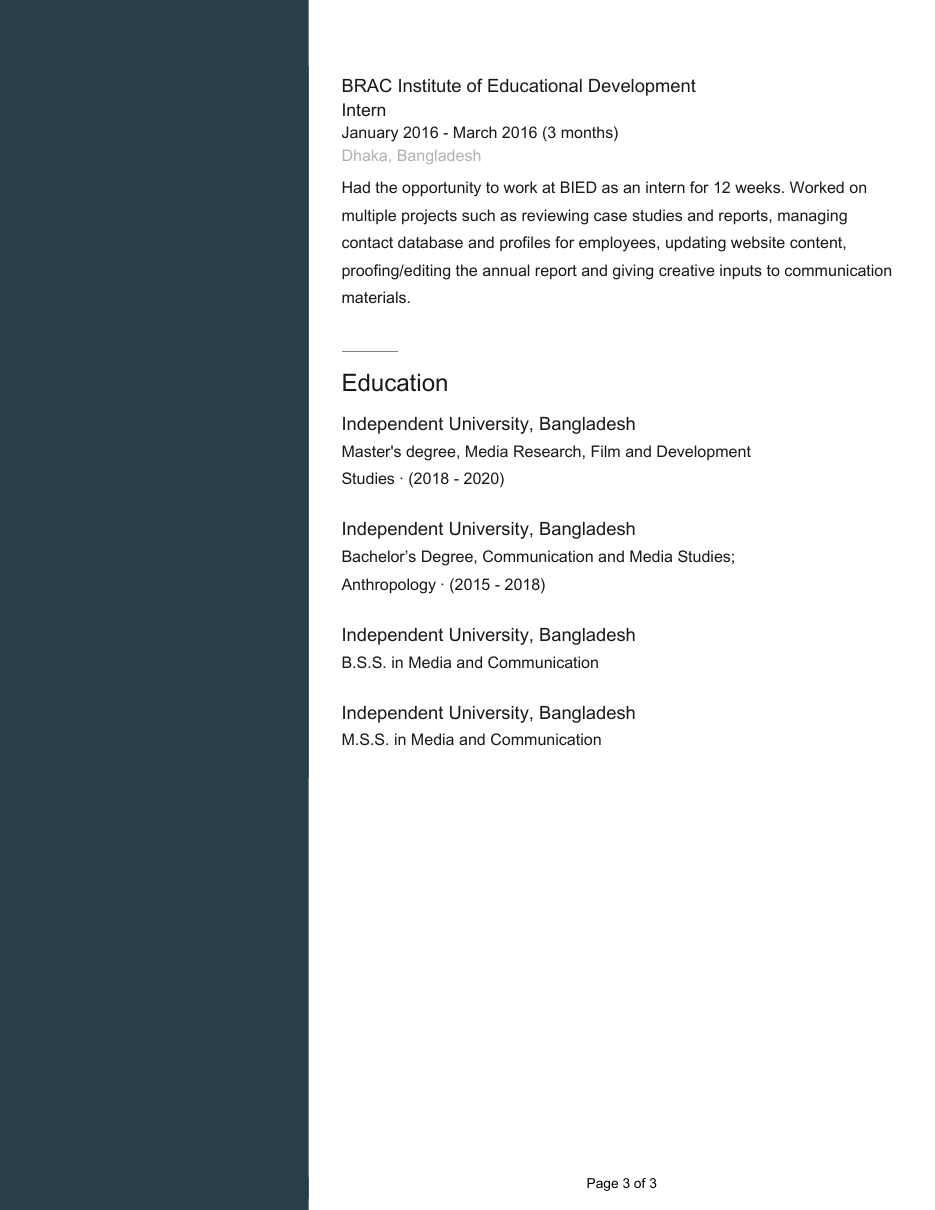 BRAC Institute of Educational Development
Intern
January 2016 - March 2016 (3 months)
Dhaka, Bangladesh
Had the opportunity to work at BIED as an intern for 12 weeks. Worked on
multiple projects such as reviewing case studies and reports, managing
contact database and profiles for employees, updating website content,
proofing/editing the annual report and giving creative inputs to communication
materials.
Education
Independent University, Bangladesh
Master's degree, Media Research, Film and Development
Studies · (2018 - 2020)
Independent University, Bangladesh
Bachelor’s Degree, Communication and Media Studies;
Anthropology · (2015 - 2018)
Independent University, Bangladesh
B.S.S. in Media and Communication
Independent University, Bangladesh
M.S.S. in Media and Communication
Page 3 of 3